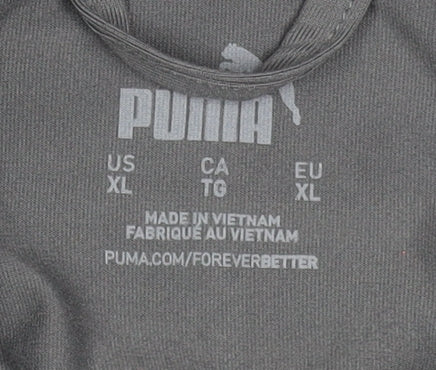 PUMA
US CA EU
XL TG XL
MADE IN VIETNAM
FABRIQUÉ AU VIETNAM
PUMA.COM/FOREVERBETTER